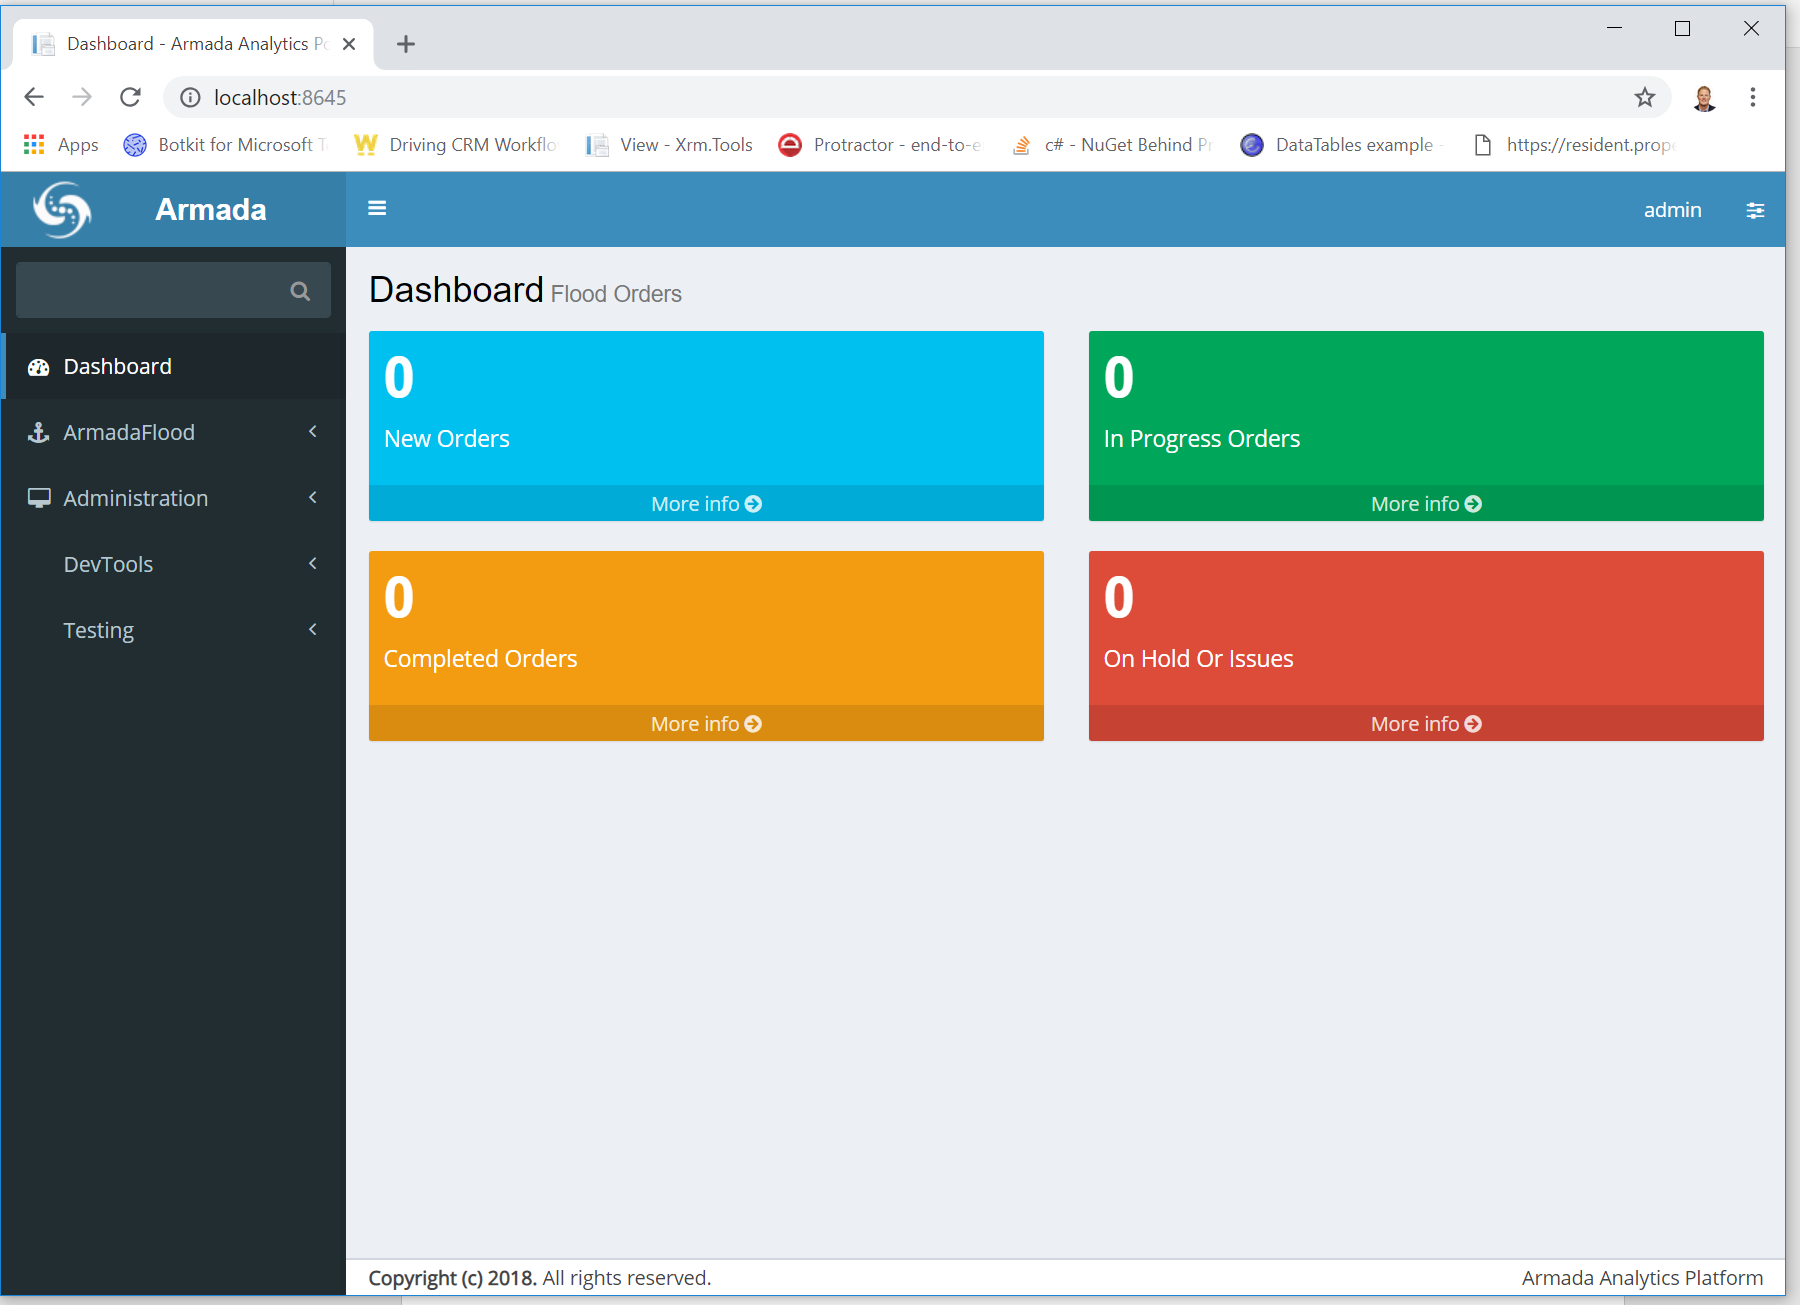 Dashboard - Armada Analytics
localhost:8645
Apps
Botkit for Microsoft
Driving CRM Workflo
View - Xrm.Tools
Protractor - end-to-e
c# - NuGet Behind Pr
DataTables example -
https://resident.prope
Armada
admin
Dashboard
ArmadaFlood
Administration
DevTools
Testing
Dashboard Flood Orders
0
New Orders
More info
0
In Progress Orders
More info
0
Completed Orders
More info
0
On Hold Or Issues
More info
Copyright (c) 2018. All rights reserved.
Armada Analytics Platform